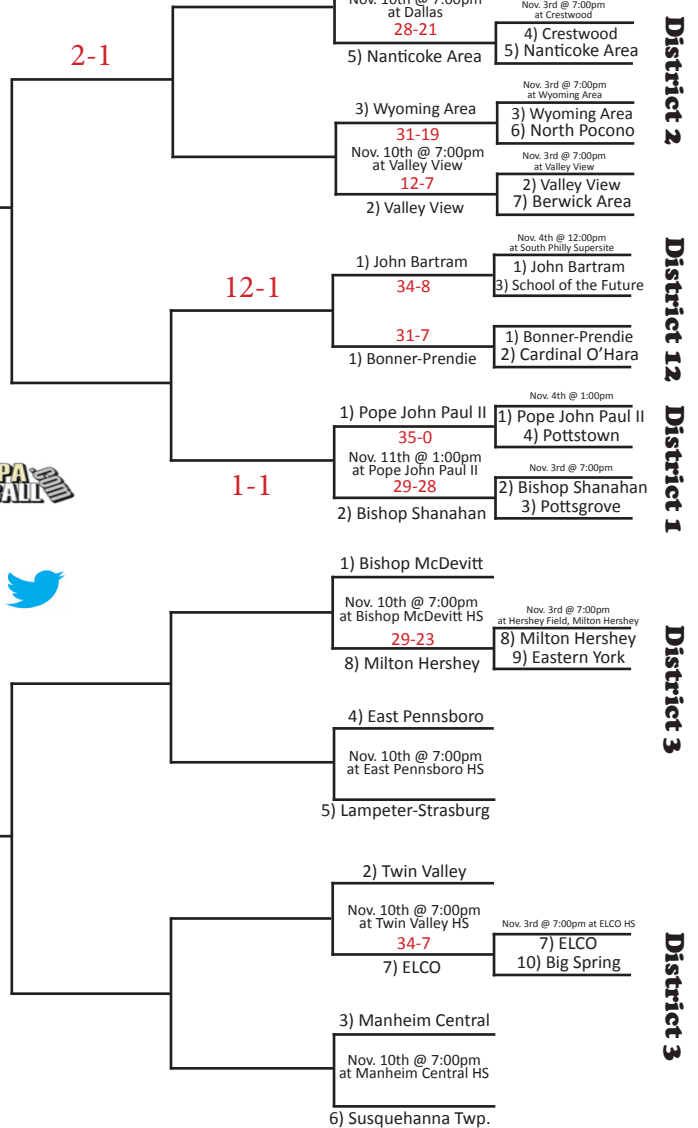 Nov. 10th @ 7:00pm
at Dallas
28-21
5) Nanticoke Area
Nov. 3rd @ 7:00pm
at Crestwood
4) Crestwood
5) Nanticoke Area
2-1
District 2
3) Wyoming Area
31-19
Nov. 10th @ 7:00pm
at Valley View
12-7
2) Valley View
Nov. 3rd @ 7:00pm
at Wyoming Area
3) Wyoming Area
6) North Pocono
Nov. 3rd @ 7:00pm
at Valley View
2) Valley View
7) Berwick Area
12-1
1) John Bartram
34-8
31-7
1) Bonner-Prendie
Nov. 4th @ 12:00pm
at South Philly Supersite
1) John Bartram
3) School of the Future
1) Bonner-Prendie
2) Cardinal O'Hara
District 12
1-1
1) Pope John Paul II
35-0
Nov. 11th @ 1:00pm
at Pope John Paul II
29-28
2) Bishop Shanahan
Nov. 4th @ 1:00pm
1) Pope John Paul II
4) Pottstown
Nov. 3rd @ 7:00pm
2) Bishop Shanahan
3) Pottsgrove
District 1
PA
.com
ALL
1) Bishop McDevitt
Nov. 10th @ 7:00pm
at Bishop McDevitt HS
29-23
8) Milton Hershey
Nov. 3rd @ 7:00pm
at Hershey Field, Milton Hershey
8) Milton Hershey
9) Eastern York
4) East Pennsboro
Nov. 10th @ 7:00pm
at East Pennsboro HS
5) Lampeter-Strasburg
District 3
2) Twin Valley
Nov. 10th @ 7:00pm
at Twin Valley HS
34-7
7) ELCO
Nov. 3rd @ 7:00pm at ELCO HS
7) ELCO
10) Big Spring
3) Manheim Central
Nov. 10th @ 7:00pm
at Manheim Central HS
6) Susquehanna Twp.
District 3